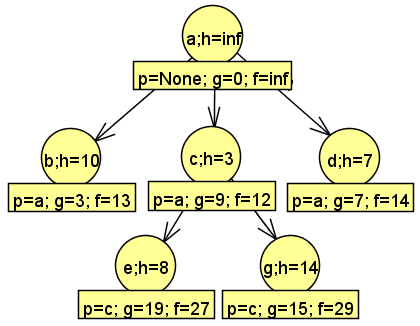 a;h=inf
p=None; g=0; f=inf
b;h=10
c;h=3
d;h=7
p=a; g=3; f=13
p=a; g=9; f=12
p=a; g=7; f=14
e;h=8
g;h=14
p=c; g=19; f=27
p=c; g=15; f=29